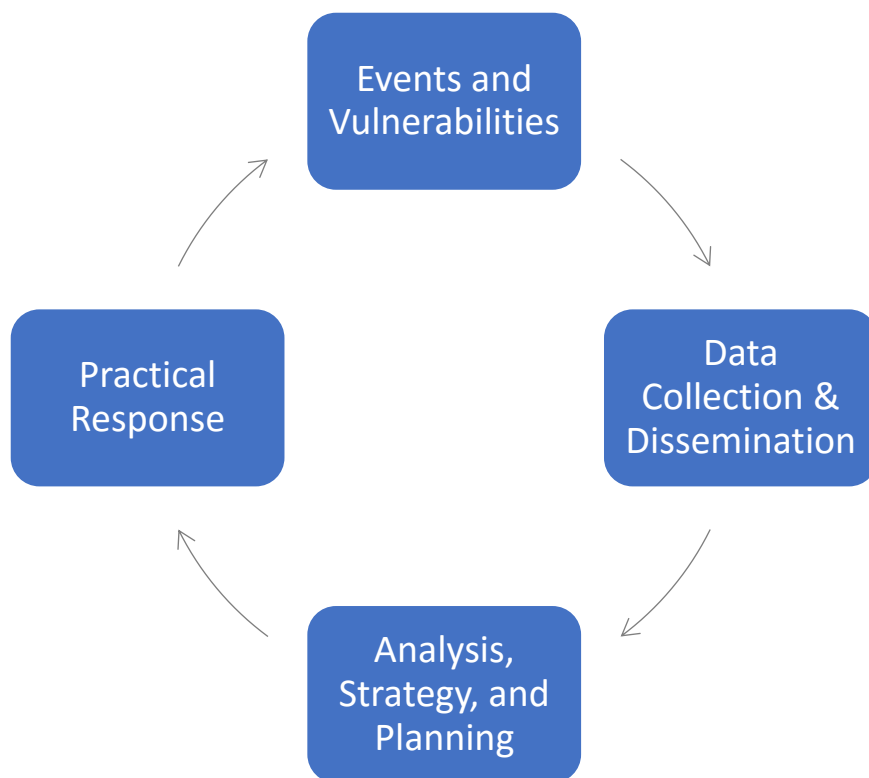 Events and
Vulnerabilities
Data
Collection &
Dissemination
Analysis,
Strategy, and
Planning
Practical
Response